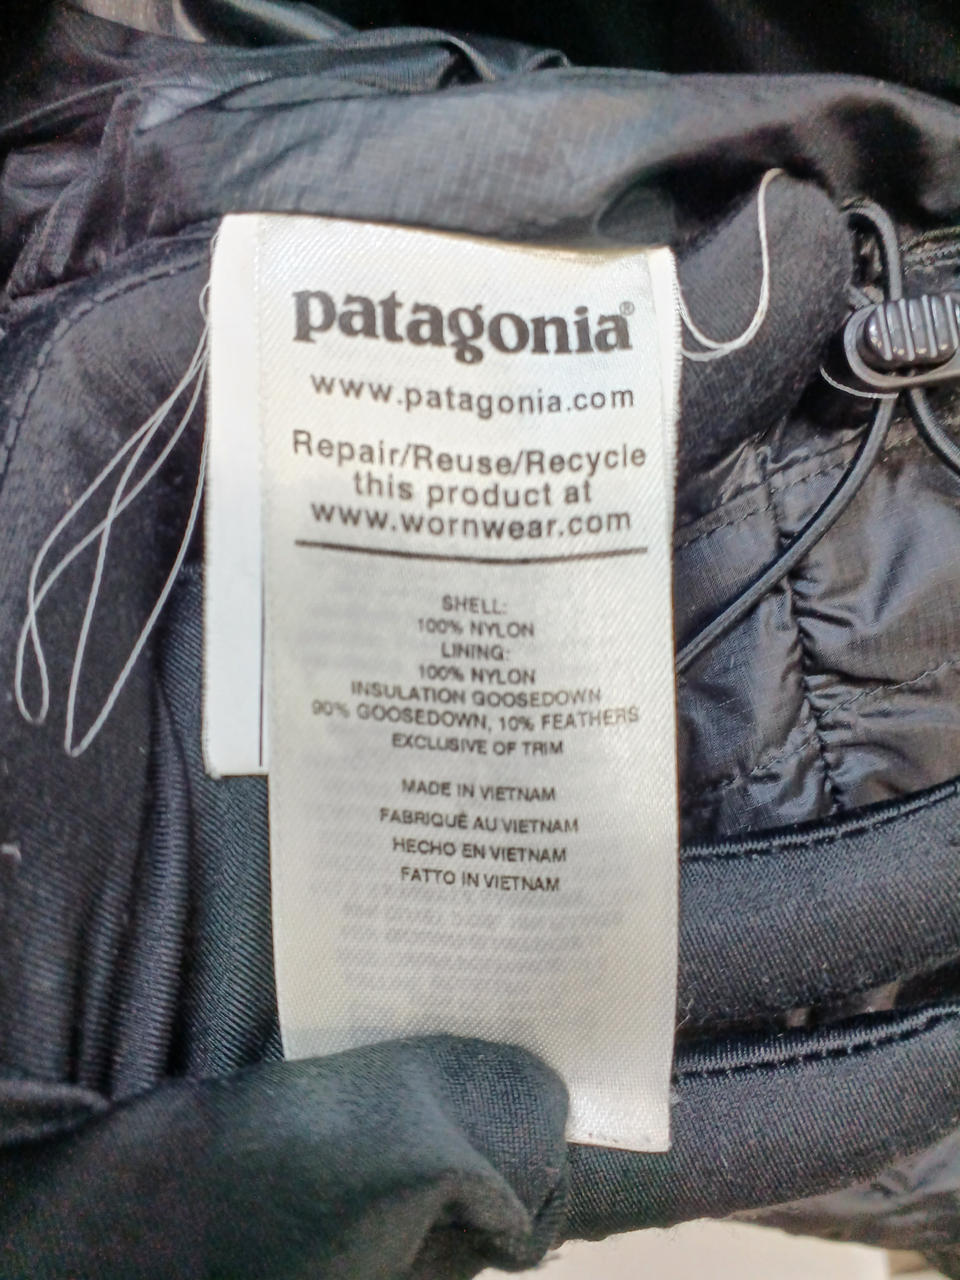 patagonia®
www.patagonia.com
Repair/Reuse/Recycle
this product at
www.wornwear.com
SHELL:
100% NYLON
LINING:
100% NYLON
INSULATION GOOSEDOWN
90% GOOSEDOWN, 10% FEATHERS
EXCLUSIVE OF TRIM
MADE IN VIETNAM
FABRIQUÉ AU VIETNAM
HECHO EN VIETNAM
FATTO IN VIETNAM